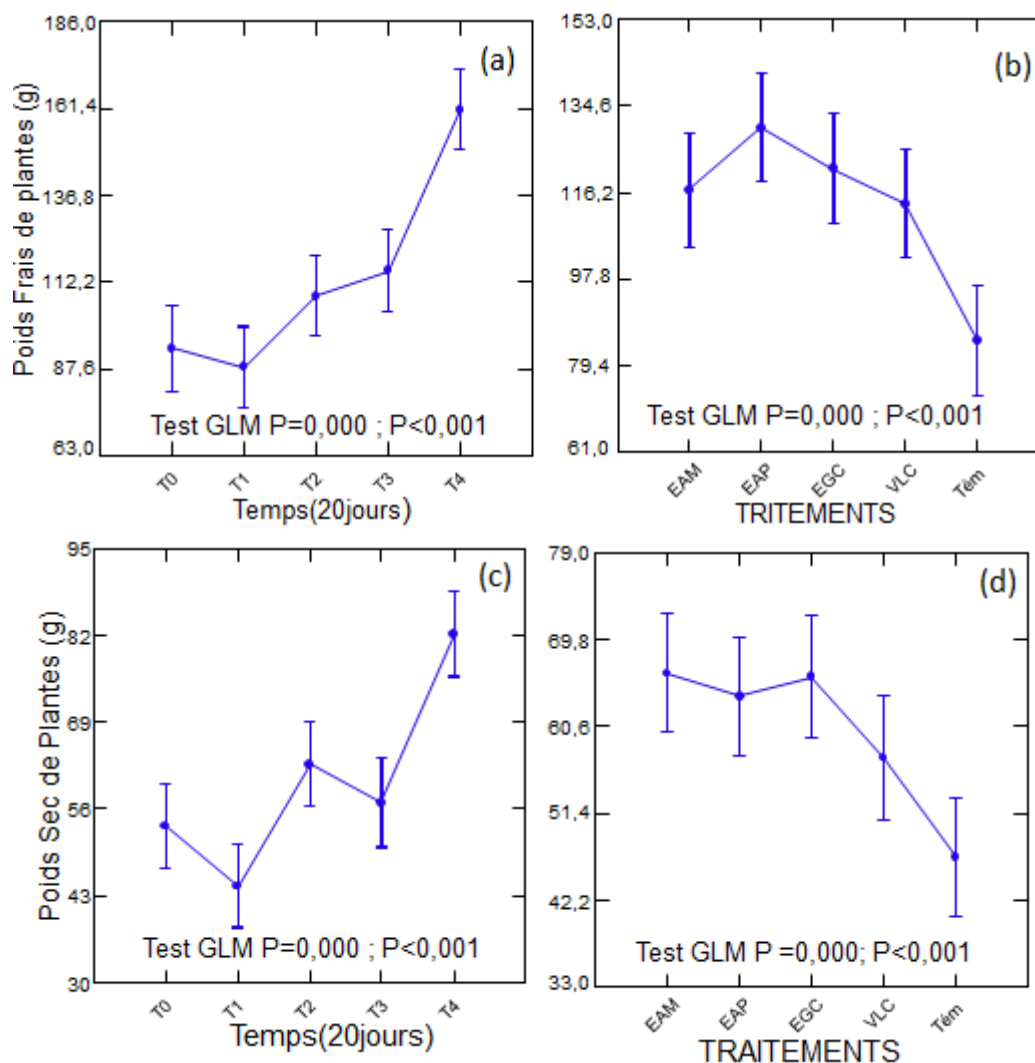 Poids Frais de plantes (g)
186,0
161,4
136,8
112,2
87,6
63,0
(a)
Test GLM P=0,000 ; P<0,001
T0 T1 T2 T3 T4
Temps(20jours)
153,0
134,6
116,2
97,8
79,4
61,0
(b)
Test GLM P=0,000 ; P<0,001
EAM EAP EGC VLC Têm
TRITEMENTS
Poids Sec de Plantes (g)
95
82
69
56
43
30
(c)
Test GLM P=0,000 ; P<0,001
T0 T1 T2 T3 T4
Temps(20jours)
79,0
69,8
60,6
51,4
42,2
33,0
(d)
Test GLM P =0,000; P<0,001
EAM EAP EGC VLC Têm
TRAITEMENTS